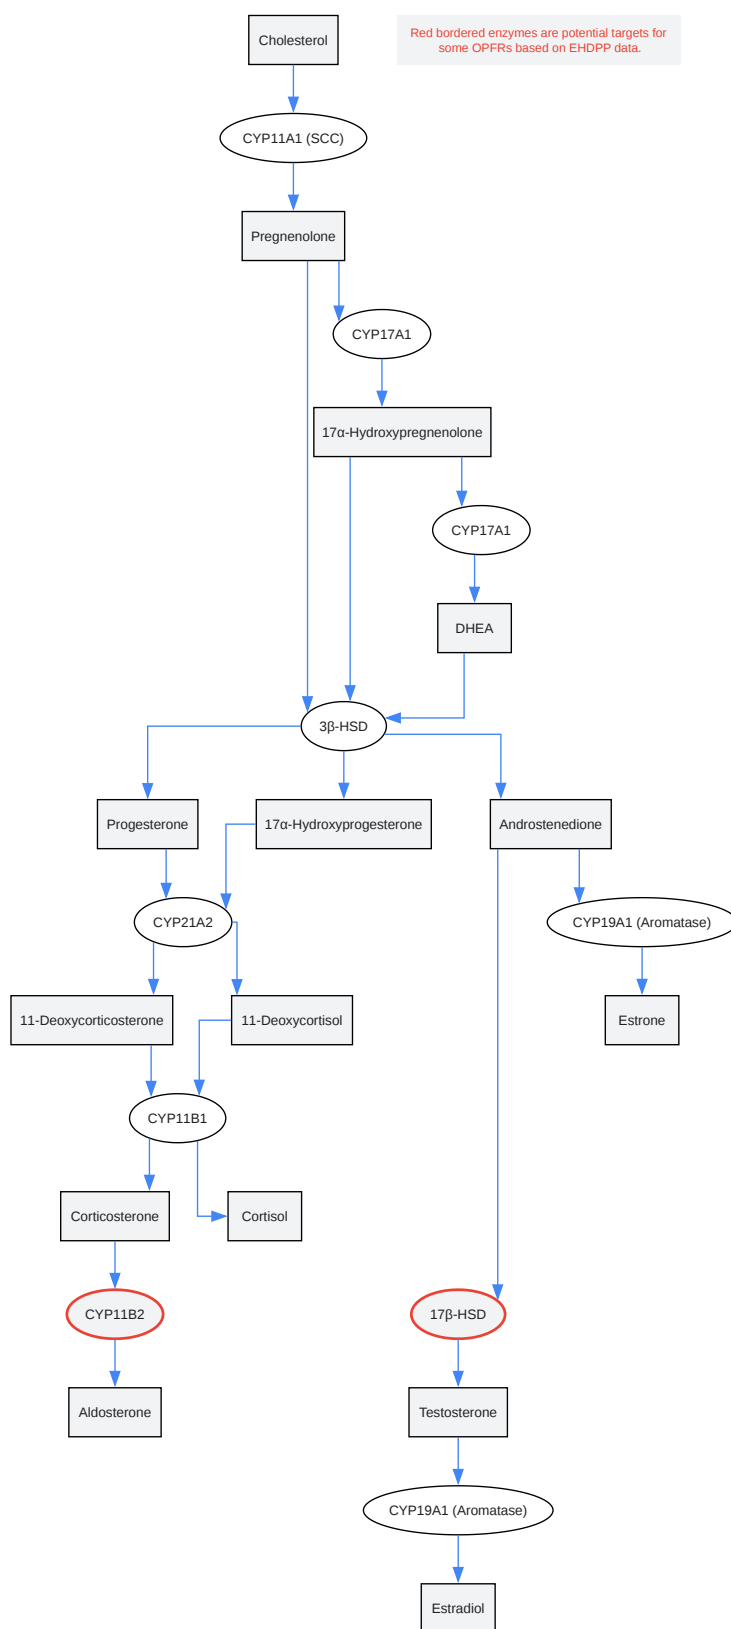 Cholesterol
Red bordered enzymes are potential targets for
some OPFRs based on EHDPP data.
CYP11A1 (SCC)
Pregnenolone
CYP17A1
17α-Hydroxypregnenolone
CYP17A1
DHEA
3β-HSD
Progesterone
17α-Hydroxyprogesterone
Androstenedione
CYP21A2
CYP19A1 (Aromatase)
11-Deoxycorticosterone
11-Deoxycortisol
Estrone
CYP11B1
Corticosterone
Cortisol
CYP11B2
17β-HSD
Aldosterone
Testosterone
CYP19A1 (Aromatase)
Estradiol